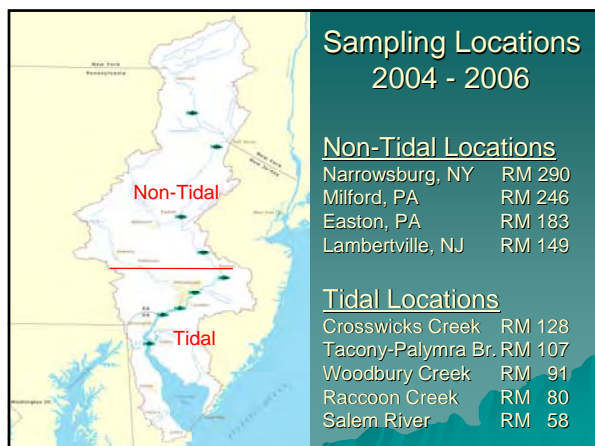 Sampling Locations
2004 - 2006
Non-Tidal Locations
Narrowsburg, NY RM 290
Milford, PA RM 246
Easton, PA RM 183
Lambertville, NJ RM 149
Tidal Locations
Crosswicks Creek RM 128
Tacony-Palymra Br. RM 107
Woodbury Creek RM 91
Raccoon Creek RM 80
Salem River RM 58
New York
Pennsylvania
New York
New Jersey
Non-Tidal
Tidal
Washington DC